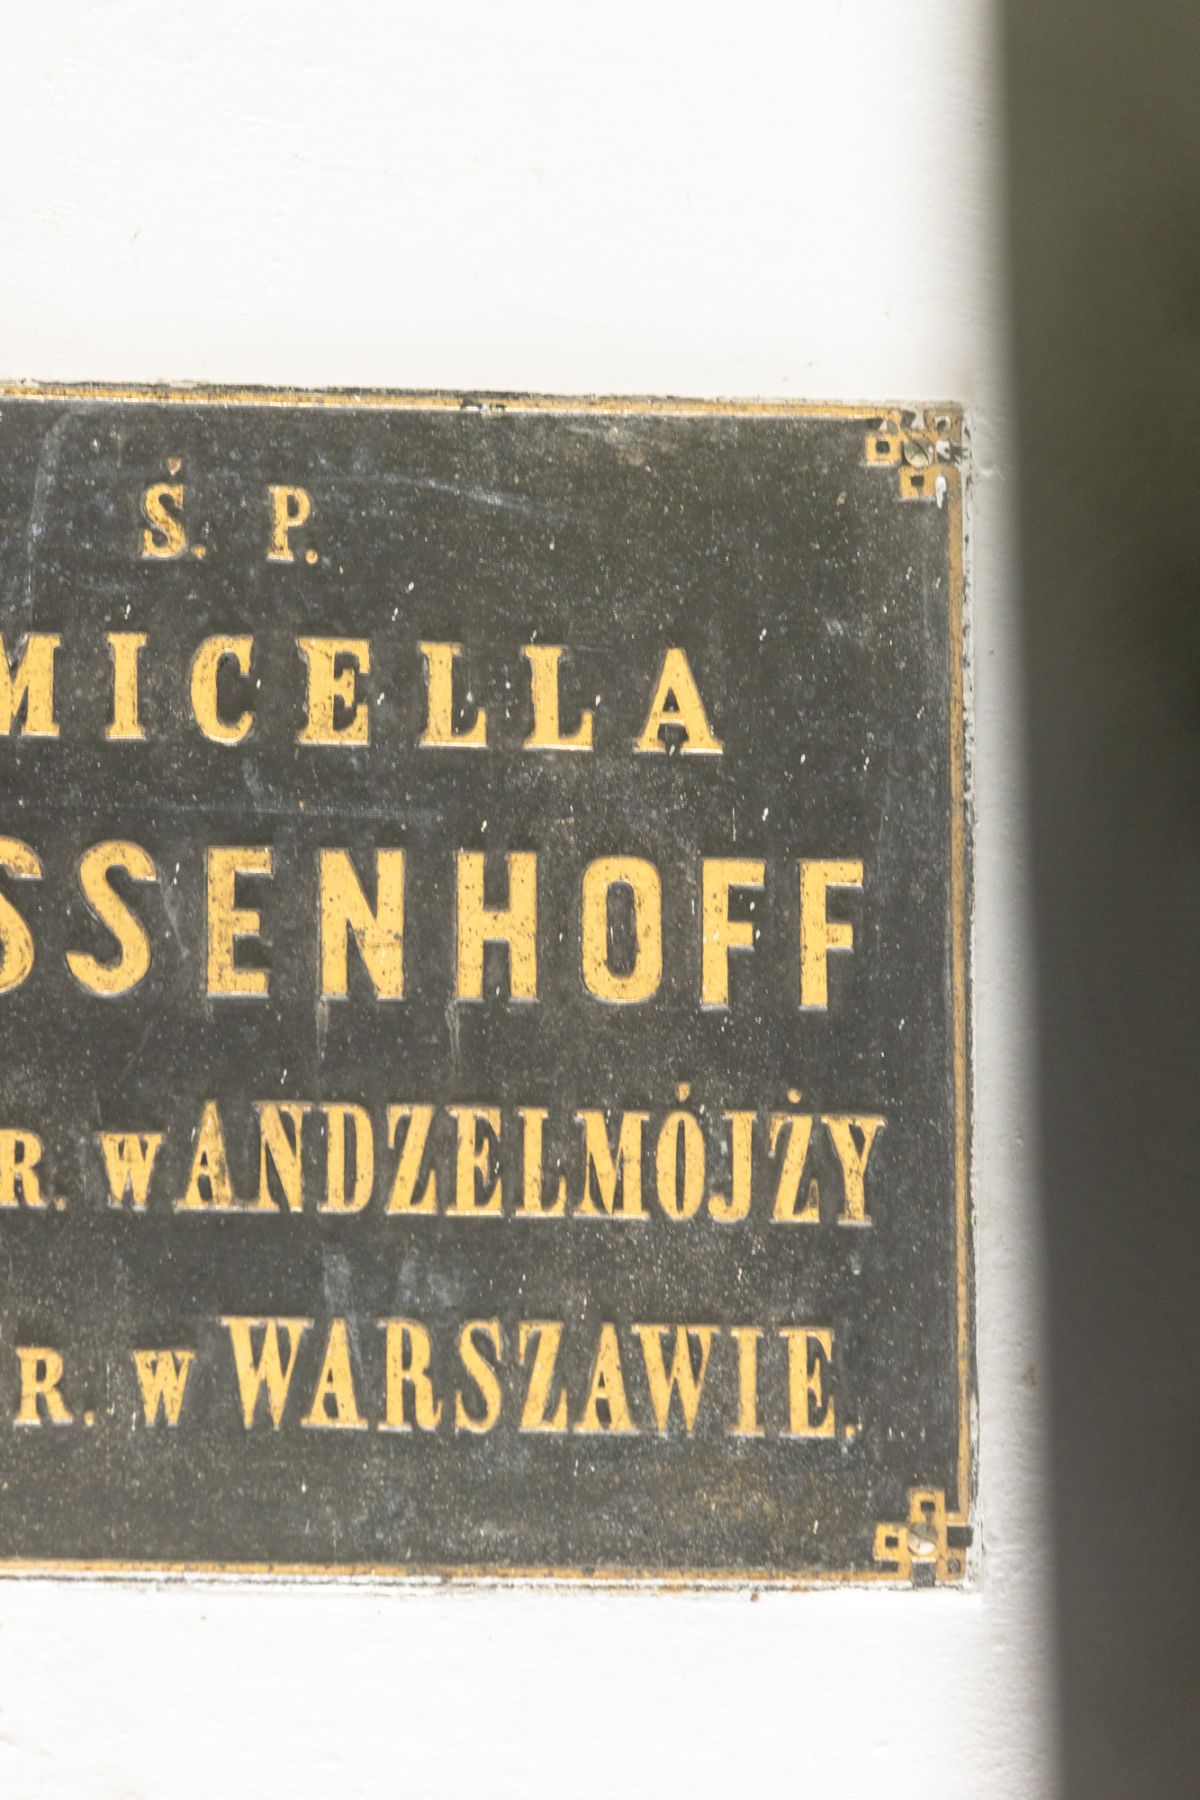 Ś. P.
MICELLA
SSENHOFF
R. W ANDZELMÓJŻY
R. W WARSZAWIE.